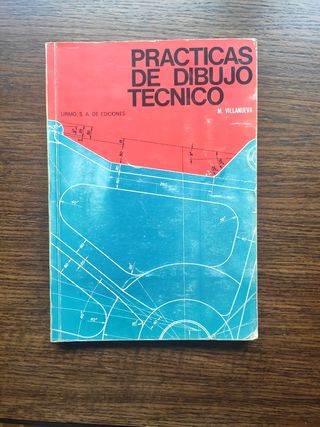 PRACTICAS
DE DIBUJO
TECNICO
M. VILLANUEVA
URMO, S. A. DE EDICIONES